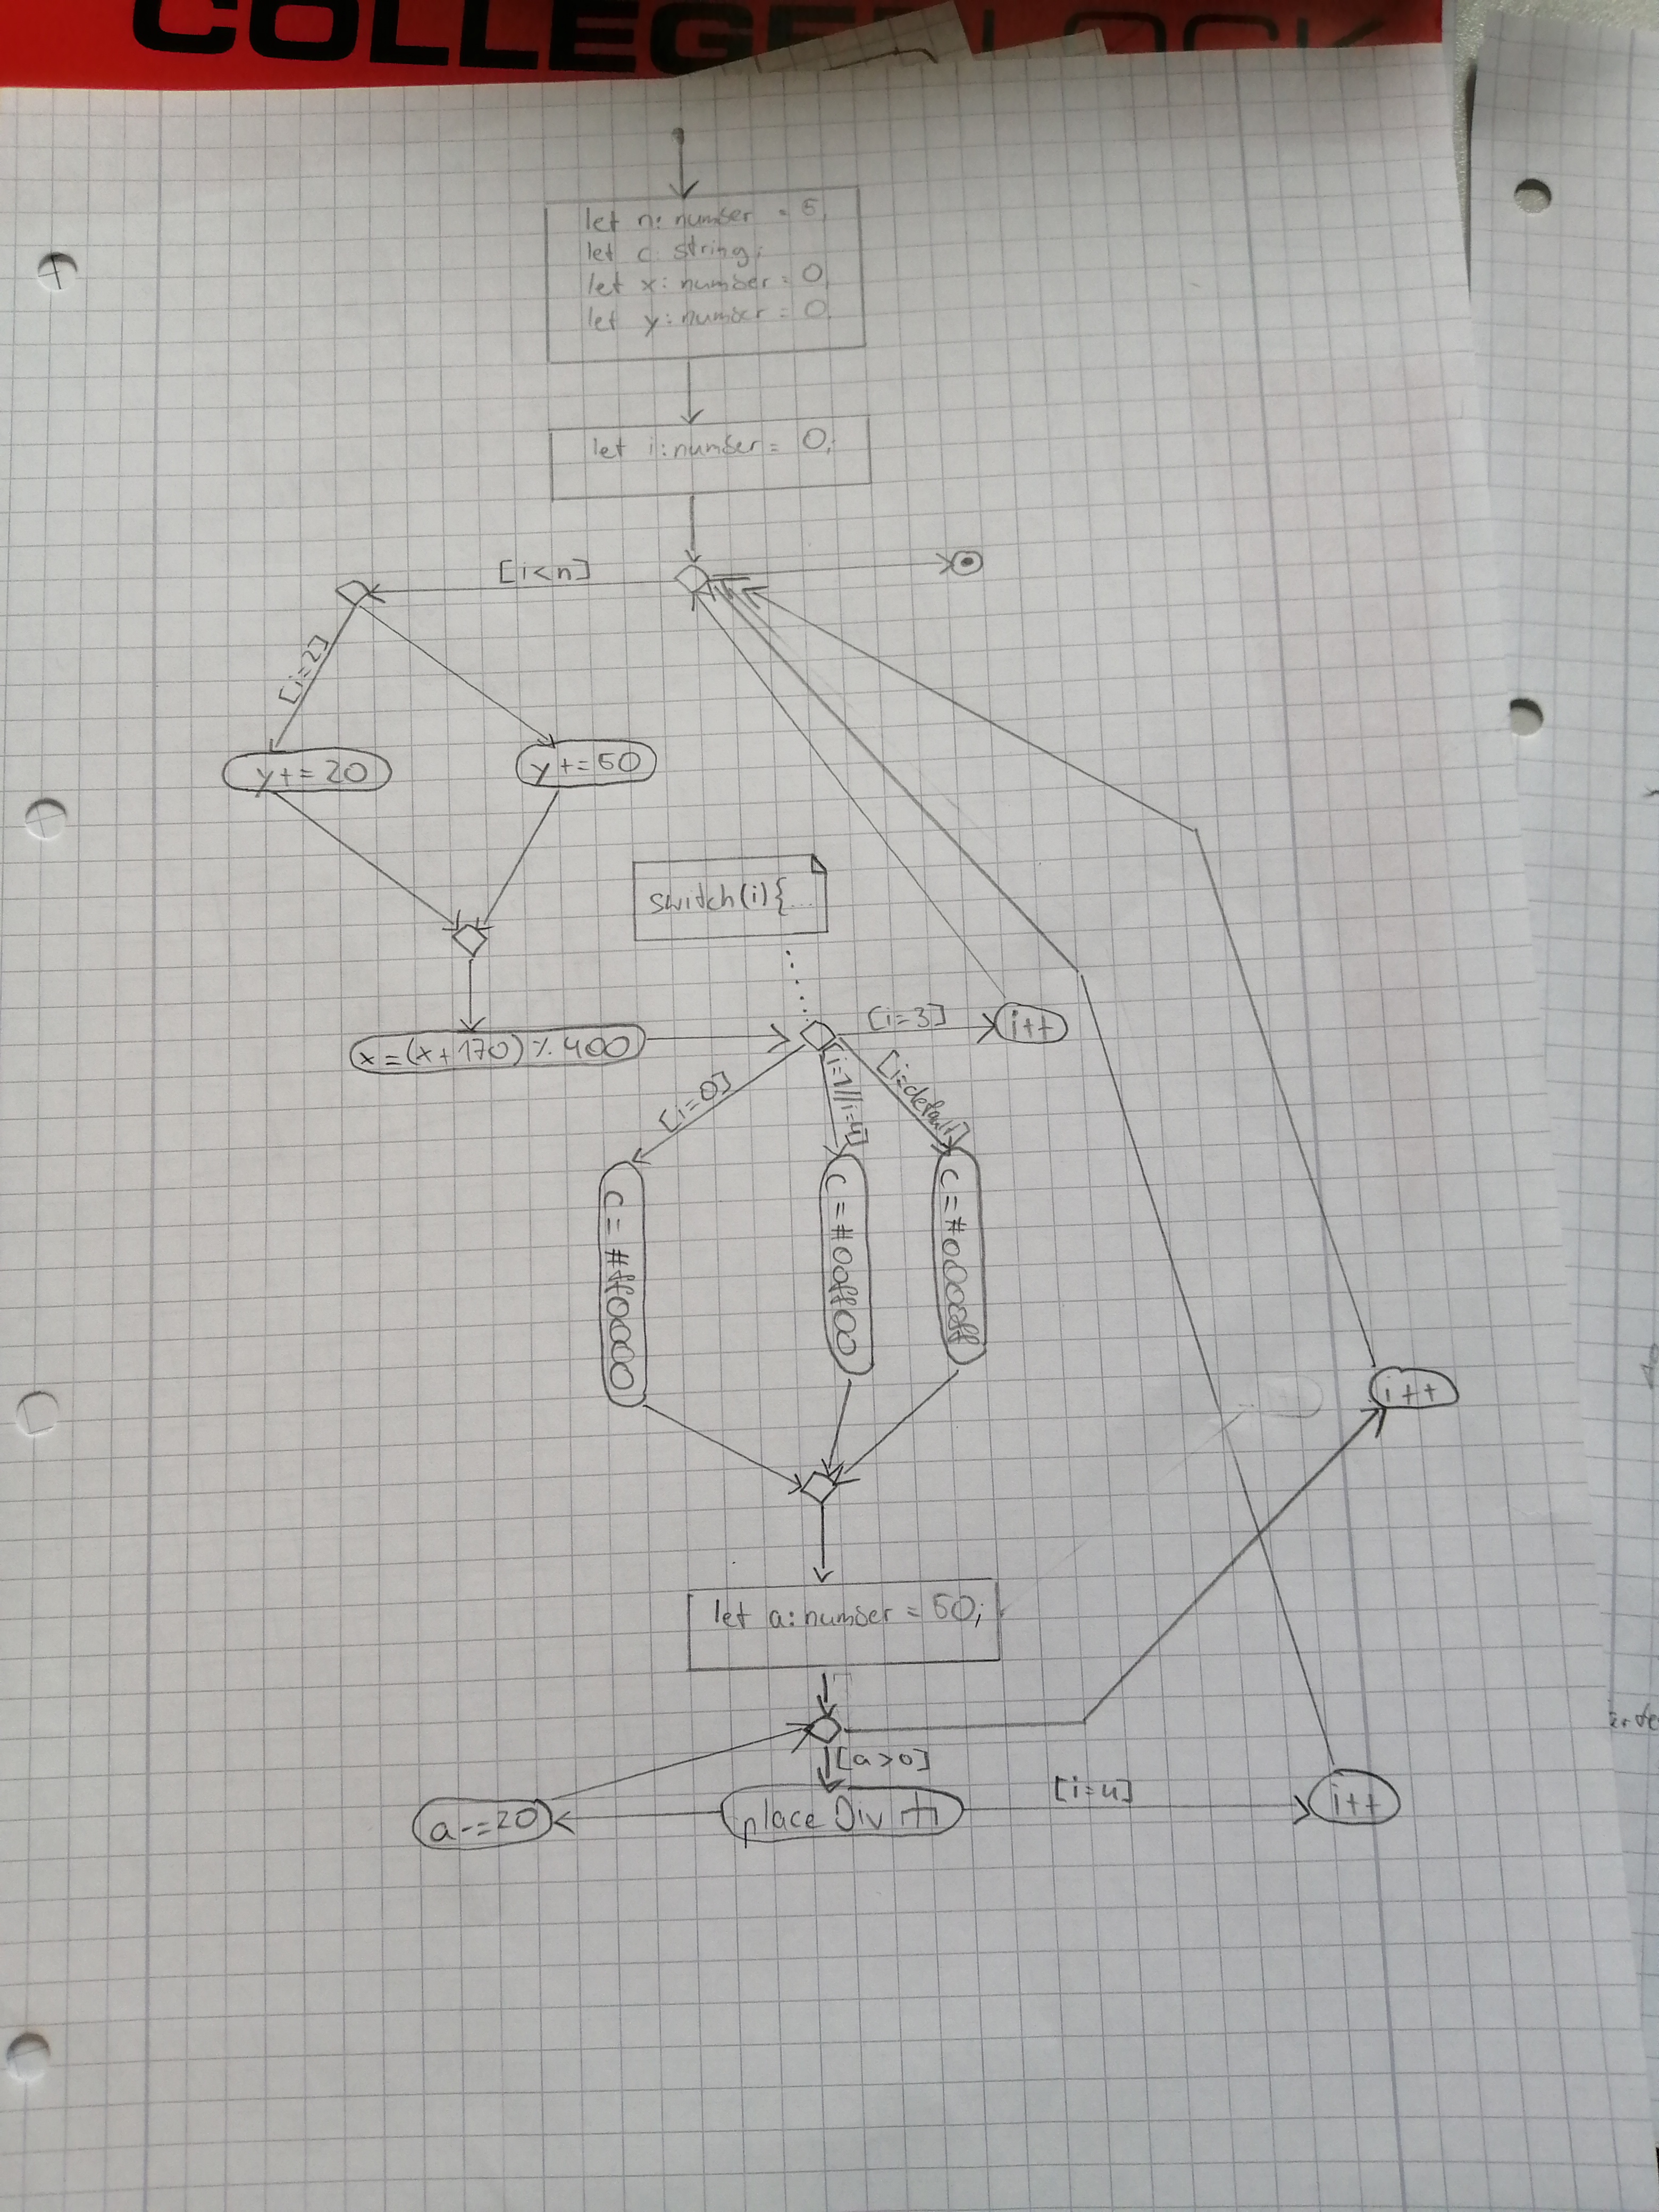 COLLEGEBLOCK
let n: number = 5;
let c: string;
let x: number = 0;
let y: number = 0;
let i: number = 0;
[i<n]
[i=2]
y+=20
y+=50
switch(i){...
x=(x+170)%400
[i=3]
i++
[i=0]
[i=1||i=4]
[i=default]
c=#ff0000
c=#00ff00
c=#0000ff
i++
let a: number = 50;
[a>0]
a-=20
place Div
[i=4]
i++